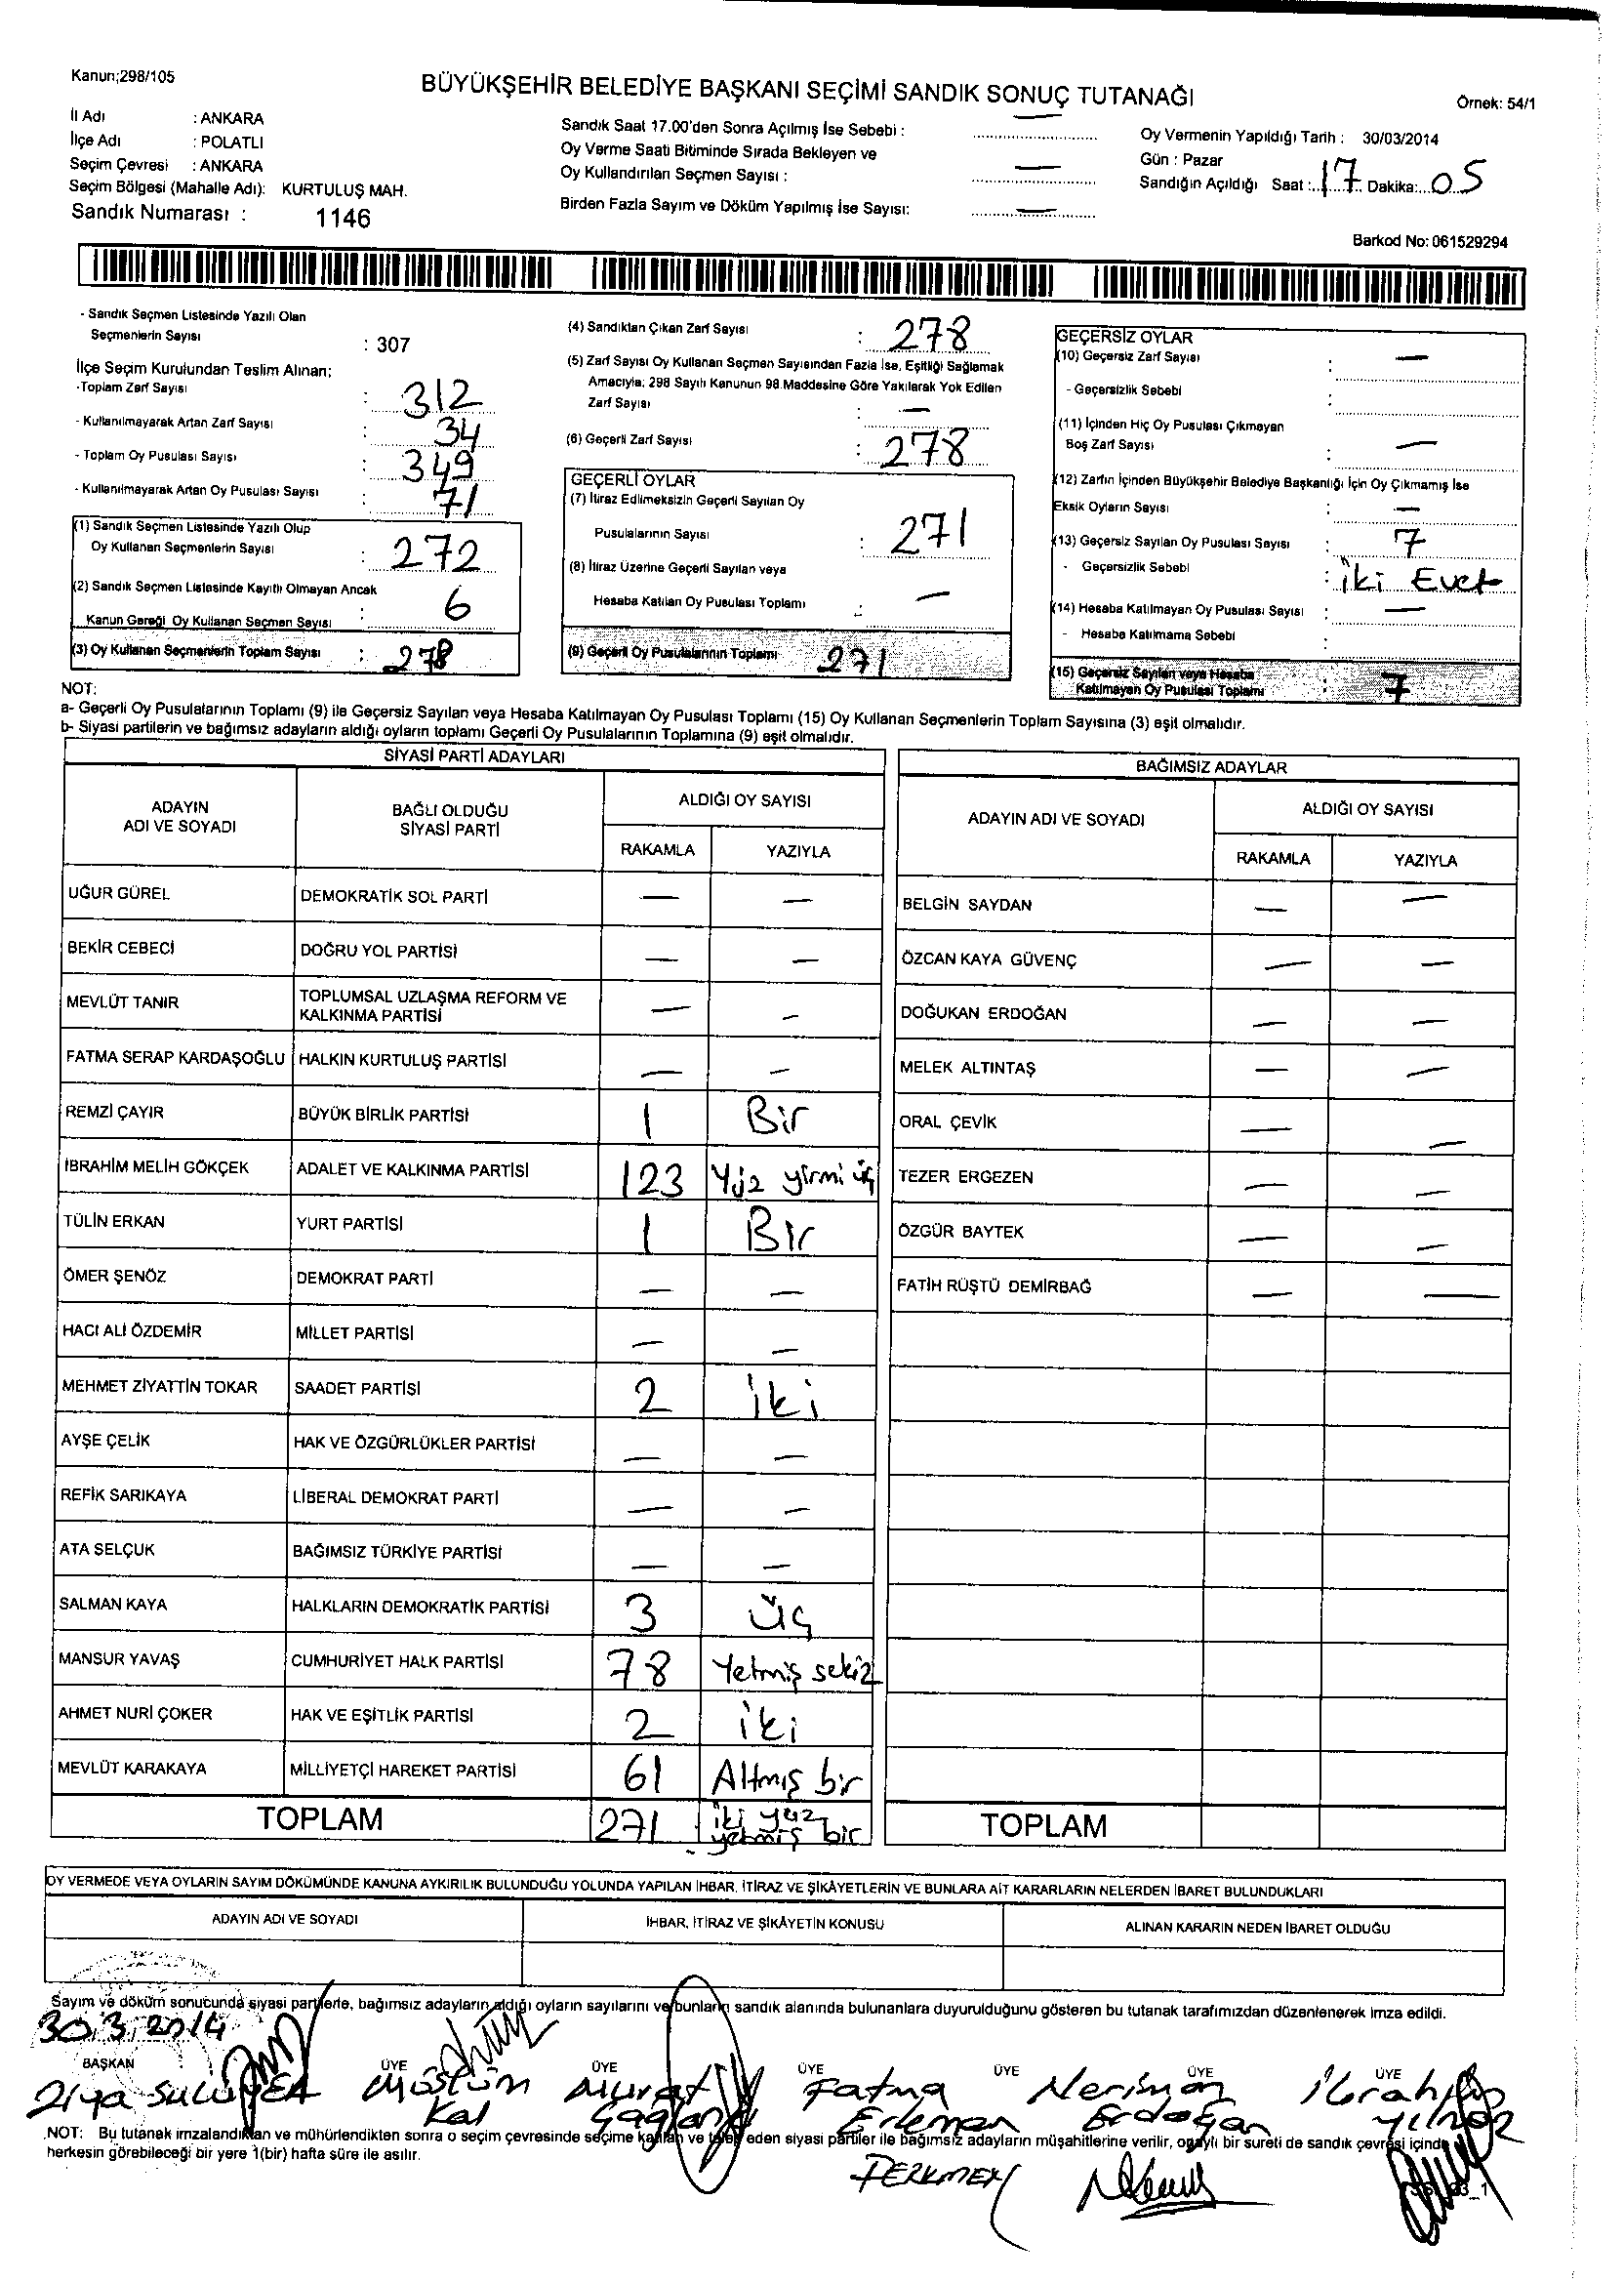 Kanun;298/105
BÜYÜKŞEHİR BELEDİYE BAŞKANI SEÇİMİ SANDIK SONUÇ TUTANAĞI
Örnek: 54/1
İl Adı : ANKARA
İlçe Adı : POLATLI
Seçim Çevresi : ANKARA
Seçim Bölgesi (Mahalle Adı): KURTULUŞ MAH.
Sandık Numarası : 1146
Sandık Saat 17.00'den Sonra Açılmış İse Sebebi : —
Oy Verme Saati Bitiminde Sırada Bekleyen ve
Oy Kullandırılan Seçmen Sayısı : —
Birden Fazla Sayım ve Döküm Yapılmış İse Sayısı: —
Oy Vermenin Yapıldığı Tarih : 30/03/2014
Gün : Pazar
Sandığın Açıldığı Saat : 17 Dakika: 05
Barkod No: 061529294
- Sandık Seçmen Listesinde Yazılı Olan
Seçmenlerin Sayısı : 307
İlçe Seçim Kurulundan Teslim Alınan;
-Toplam Zarf Sayısı : 312
- Kullanılmayarak Artan Zarf Sayısı : 34
- Toplam Oy Pusulası Sayısı : 349
- Kullanılmayarak Artan Oy Pusulası Sayısı : 71
(1) Sandık Seçmen Listesinde Yazılı Olup
Oy Kullanan Seçmenlerin Sayısı : 272
(2) Sandık Seçmen Listesinde Kayıtlı Olmayan Ancak
Kanun Gereği Oy Kullanan Seçmen Sayısı : 6
(3) Oy Kullanan Seçmenlerin Toplam Sayısı : 278
(4) Sandıktan Çıkan Zarf Sayısı : 278
(5) Zarf Sayısı Oy Kullanan Seçmen Sayısından Fazla İse, Eşitliği Sağlamak
Amacıyla; 298 Sayılı Kanunun 98.Maddesine Göre Yakılarak Yok Edilen
Zarf Sayısı : —
(6) Geçerli Zarf Sayısı : 278
GEÇERLİ OYLAR
(7) İtiraz Edilmeksizin Geçerli Sayılan Oy
Pusulalarının Sayısı : 271
(8) İtiraz Üzerine Geçerli Sayılan veya
Hesaba Katılan Oy Pusulası Toplamı : —
(9) Geçerli Oy Pusulalarının Toplamı 271
GEÇERSİZ OYLAR
(10) Geçersiz Zarf Sayısı : —
- Geçersizlik Sebebi :
(11) İçinden Hiç Oy Pusulası Çıkmayan
Boş Zarf Sayısı : —
(12) Zarfın İçinden Büyükşehir Belediye Başkanlığı İçin Oy Çıkmamış İse
Eksik Oyların Sayısı : —
(13) Geçersiz Sayılan Oy Pusulası Sayısı : 7
- Geçersizlik Sebebi : iki Evet
(14) Hesaba Katılmayan Oy Pusulası Sayısı : —
- Hesaba Katılmama Sebebi :
(15) Geçersiz Sayılan veya Hesaba
Katılmayan Oy Pusulası Toplamı : 7
NOT:
a- Geçerli Oy Pusulalarının Toplamı (9) ile Geçersiz Sayılan veya Hesaba Katılmayan Oy Pusulası Toplamı (15) Oy Kullanan Seçmenlerin Toplam Sayısına (3) eşit olmalıdır.
b- Siyasi partilerin ve bağımsız adayların aldığı oyların toplamı Geçerli Oy Pusulalarının Toplamına (9) eşit olmalıdır.
SİYASİ PARTİ ADAYLARI
ADAYIN ADI VE SOYADI
BAĞLI OLDUĞU SİYASİ PARTİ
ALDIĞI OY SAYISI
RAKAMLA YAZIYLA
UĞUR GÜREL DEMOKRATİK SOL PARTİ — —
BEKİR CEBECİ DOĞRU YOL PARTİSİ — —
MEVLÜT TANIR TOPLUMSAL UZLAŞMA REFORM VE KALKINMA PARTİSİ — —
FATMA SERAP KARDAŞOĞLU HALKIN KURTULUŞ PARTİSİ — —
REMZİ ÇAYIR BÜYÜK BİRLİK PARTİSİ 1 Bir
İBRAHİM MELİH GÖKÇEK ADALET VE KALKINMA PARTİSİ 123 Yüz yirmi üç
TÜLİN ERKAN YURT PARTİSİ 1 Bir
ÖMER ŞENÖZ DEMOKRAT PARTİ — —
HACI ALİ ÖZDEMİR MİLLET PARTİSİ — —
MEHMET ZİYATTİN TOKAR SAADET PARTİSİ 2 iki
AYŞE ÇELİK HAK VE ÖZGÜRLÜKLER PARTİSİ — —
REFİK SARIKAYA LİBERAL DEMOKRAT PARTİ — —
ATA SELÇUK BAĞIMSIZ TÜRKİYE PARTİSİ — —
SALMAN KAYA HALKLARIN DEMOKRATİK PARTİSİ 3 üç
MANSUR YAVAŞ CUMHURİYET HALK PARTİSİ 78 Yetmiş sekiz
AHMET NURİ ÇOKER HAK VE EŞİTLİK PARTİSİ 2 iki
MEVLÜT KARAKAYA MİLLİYETÇİ HAREKET PARTİSİ 61 Altmış bir
TOPLAM 271 iki yüz yetmiş bir
BAĞIMSIZ ADAYLAR
ADAYIN ADI VE SOYADI
ALDIĞI OY SAYISI
RAKAMLA YAZIYLA
BELGİN SAYDAN — —
ÖZCAN KAYA GÜVENÇ — —
DOĞUKAN ERDOĞAN — —
MELEK ALTINTAŞ — —
ORAL ÇEVİK — —
TEZER ERGEZEN — —
ÖZGÜR BAYTEK — —
FATİH RÜŞTÜ DEMİRBAĞ — —
TOPLAM
OY VERMEDE VEYA OYLARIN SAYIM DÖKÜMÜNDE KANUNA AYKIRILIK BULUNDUĞU YOLUNDA YAPILAN İHBAR, İTİRAZ VE ŞİKÂYETLERİN VE BUNLARA AİT KARARLARIN NELERDEN İBARET BULUNDUKLARI
ADAYIN ADI VE SOYADI İHBAR, İTİRAZ VE ŞİKÂYETİN KONUSU ALINAN KARARIN NEDEN İBARET OLDUĞU
Sayım ve döküm sonucunda siyasi partilerle, bağımsız adayların aldığı oyların sayılarını ve bunların sandık alanında bulunanlara duyurulduğunu gösteren bu tutanak tarafımızdan düzenlenerek imza edildi.
30.3.2014
BAŞKAN ÜYE ÜYE ÜYE ÜYE ÜYE ÜYE
Ziya Müslüm Murat Fatma Neriman İbrahim
Kal Çağlan Erkmen Erdoğan Yılmaz
NOT: Bu tutanak imzalandıktan ve mühürlendikten sonra o seçim çevresinde seçime katılan ve talep eden siyasi partiler ile bağımsız adayların müşahitlerine verilir, onaylı bir sureti de sandık çevresi içinde
herkesin görebileceği bir yere 1(bir) hafta süre ile asılır.
FERKMEN